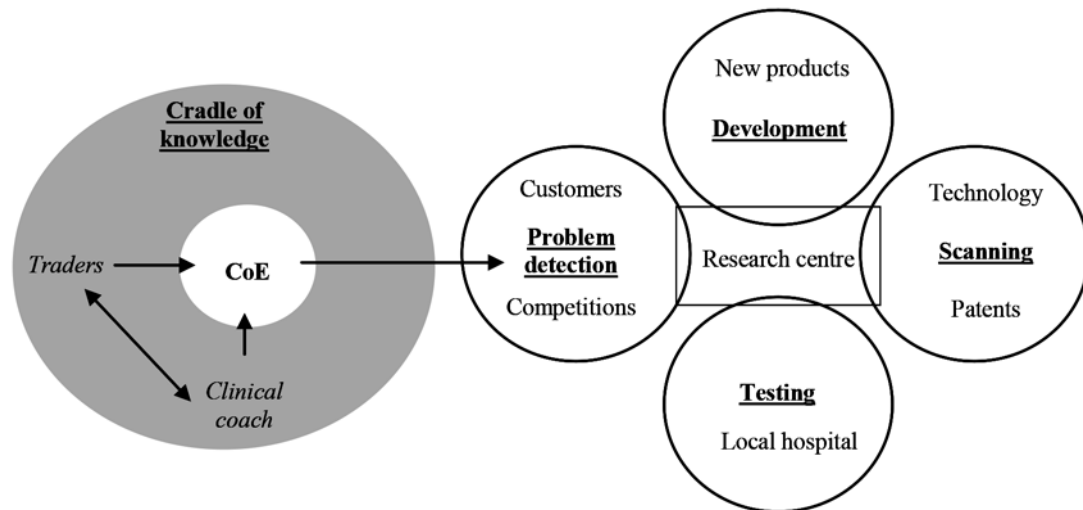 Cradle of
knowledge
Traders
CoE
Clinical
coach
New products
Development
Customers
Problem
detection
Competitions
Research centre
Technology
Scanning
Patents
Testing
Local hospital